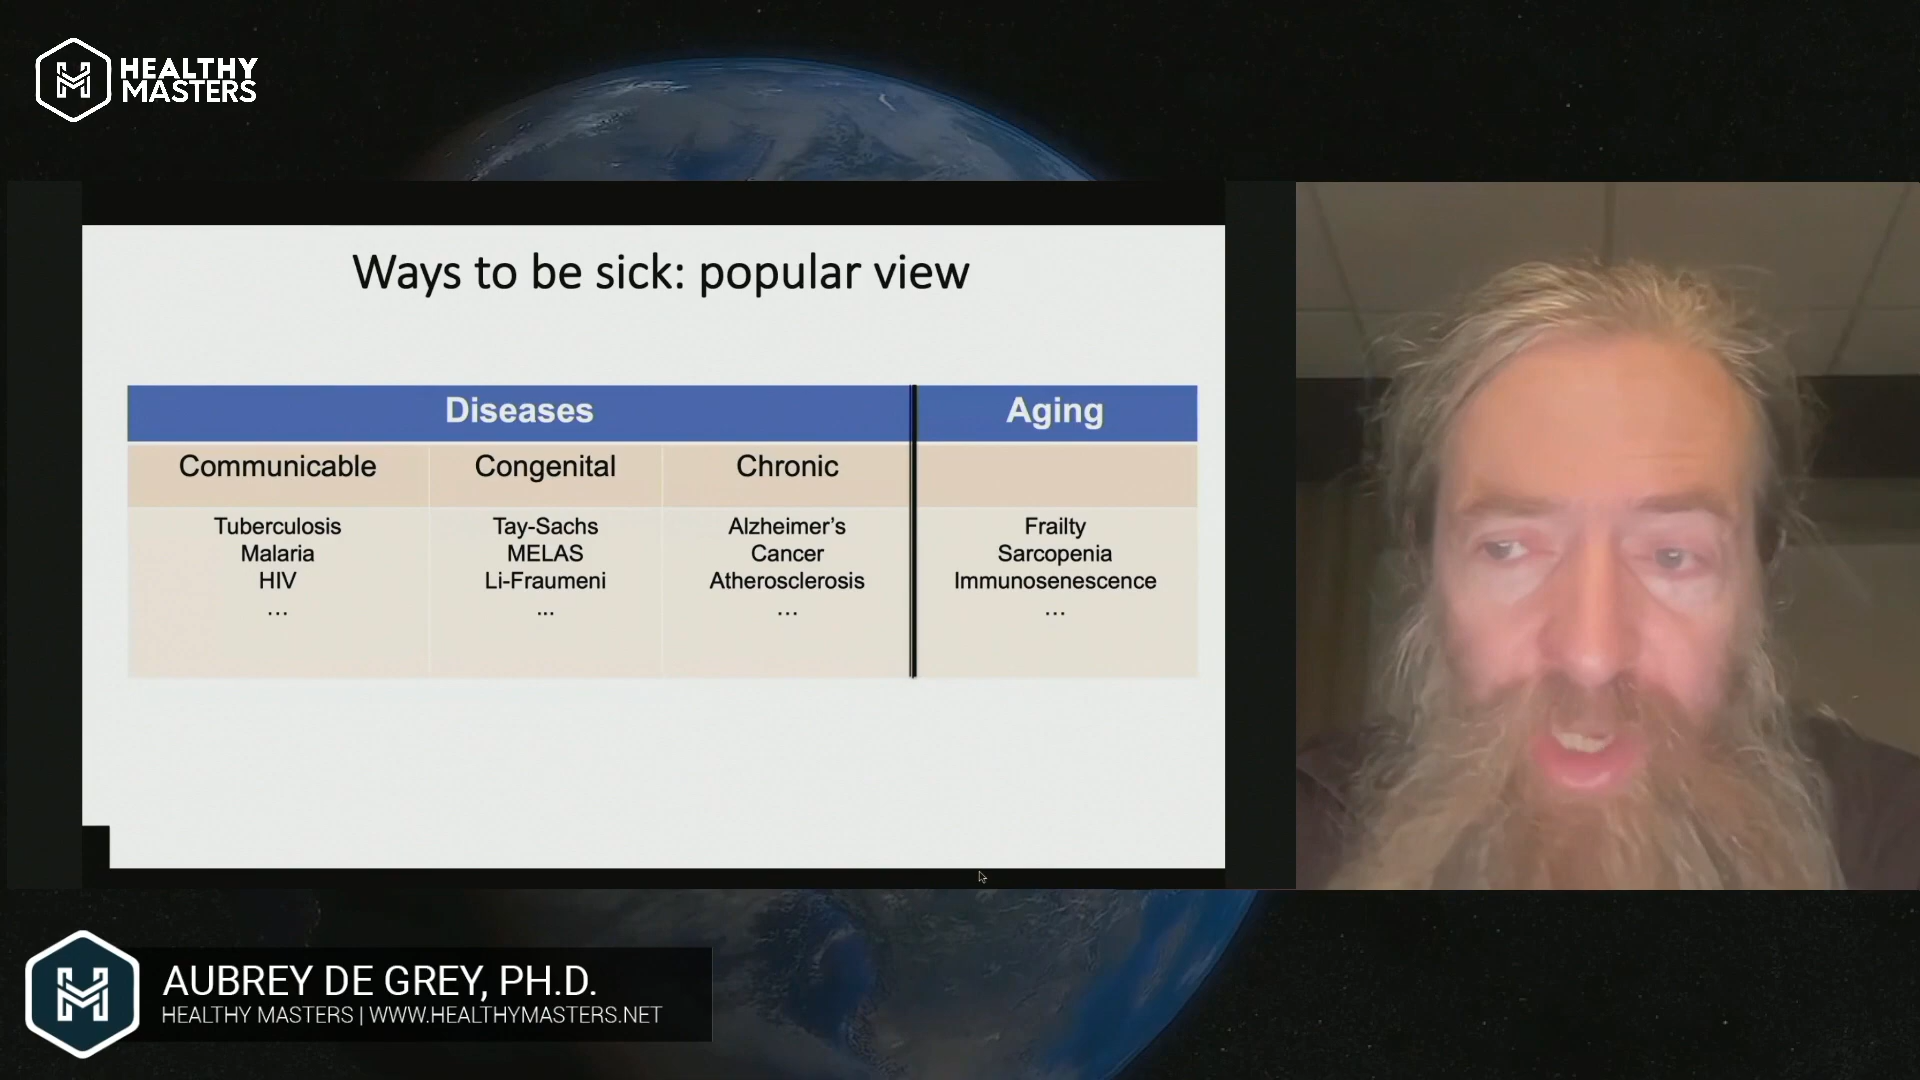 HEALTHY
MASTERS
Ways to be sick: popular view
Diseases
Aging
Communicable
Congenital
Chronic
Tuberculosis
Malaria
HIV
…
Tay-Sachs
MELAS
Li-Fraumeni
...
Alzheimer’s
Cancer
Atherosclerosis
…
Frailty
Sarcopenia
Immunosenescence
…
AUBREY DE GREY, PH.D.
HEALTHY MASTERS | WWW.HEALTHYMASTERS.NET